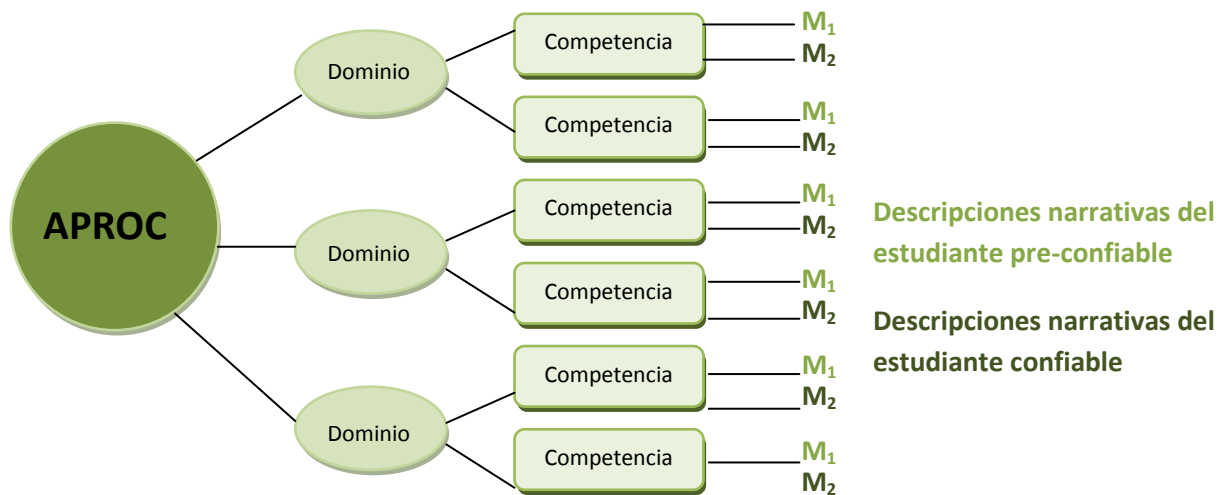 APROC
Dominio
Competencia
M₁
M₂
Competencia
M₁
M₂
Dominio
Competencia
M₁
M₂
Competencia
M₁
M₂
Dominio
Competencia
M₁
M₂
Competencia
M₁
M₂
Descripciones narrativas del
estudiante pre-confiable
Descripciones narrativas del
estudiante confiable